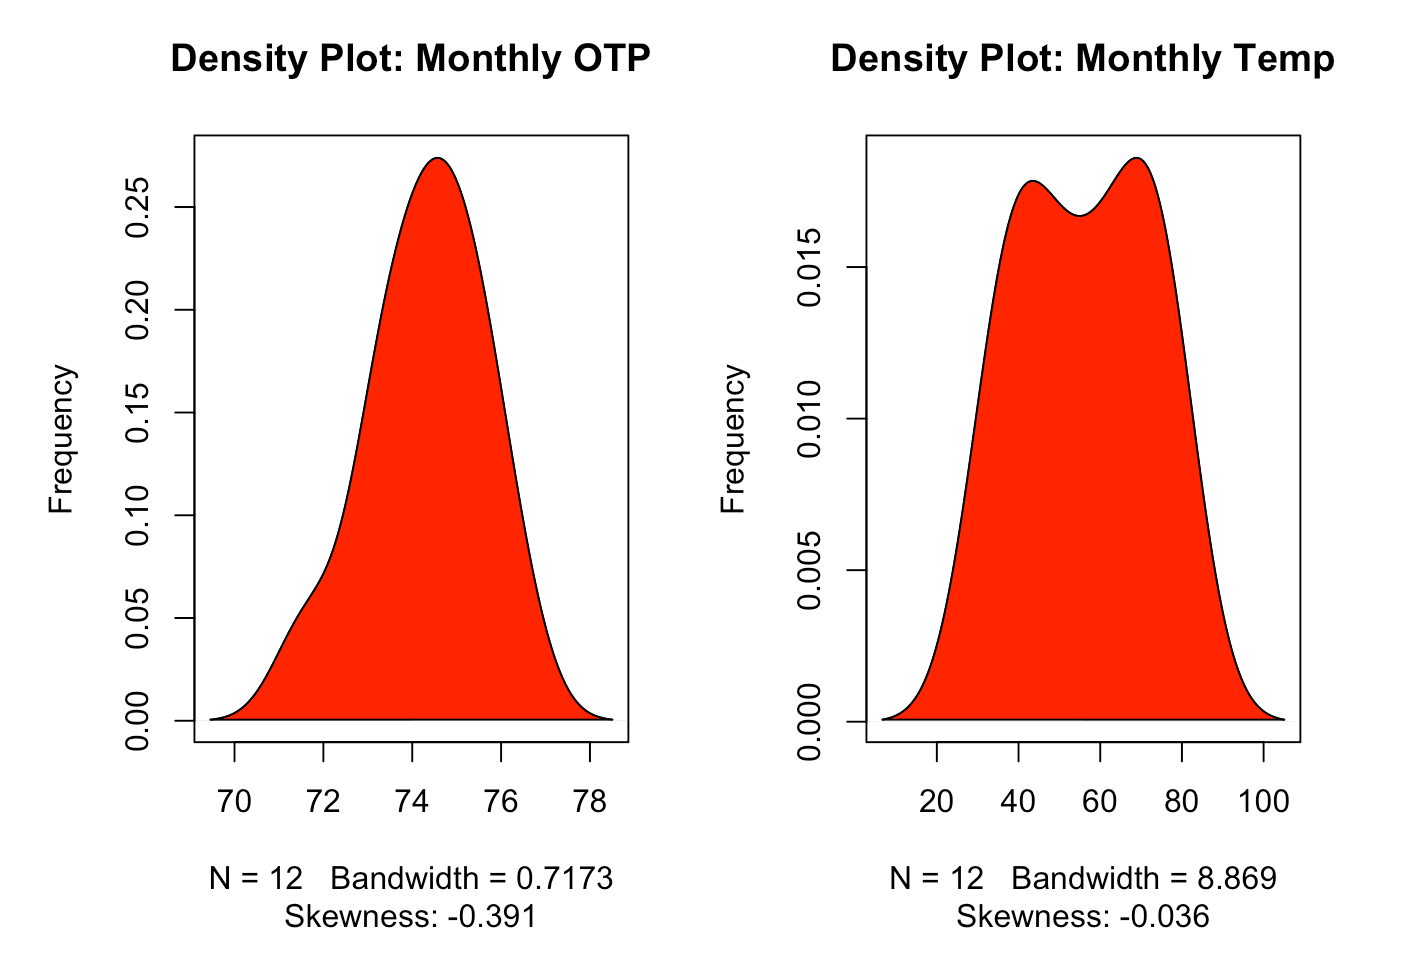 Density Plot: Monthly OTP
Frequency
0.25
0.20
0.15
0.10
0.05
0.00
70 72 74 76 78
N = 12 Bandwidth = 0.7173
Skewness: -0.391
Density Plot: Monthly Temp
Frequency
0.015
0.010
0.005
0.000
20 40 60 80 100
N = 12 Bandwidth = 8.869
Skewness: -0.036